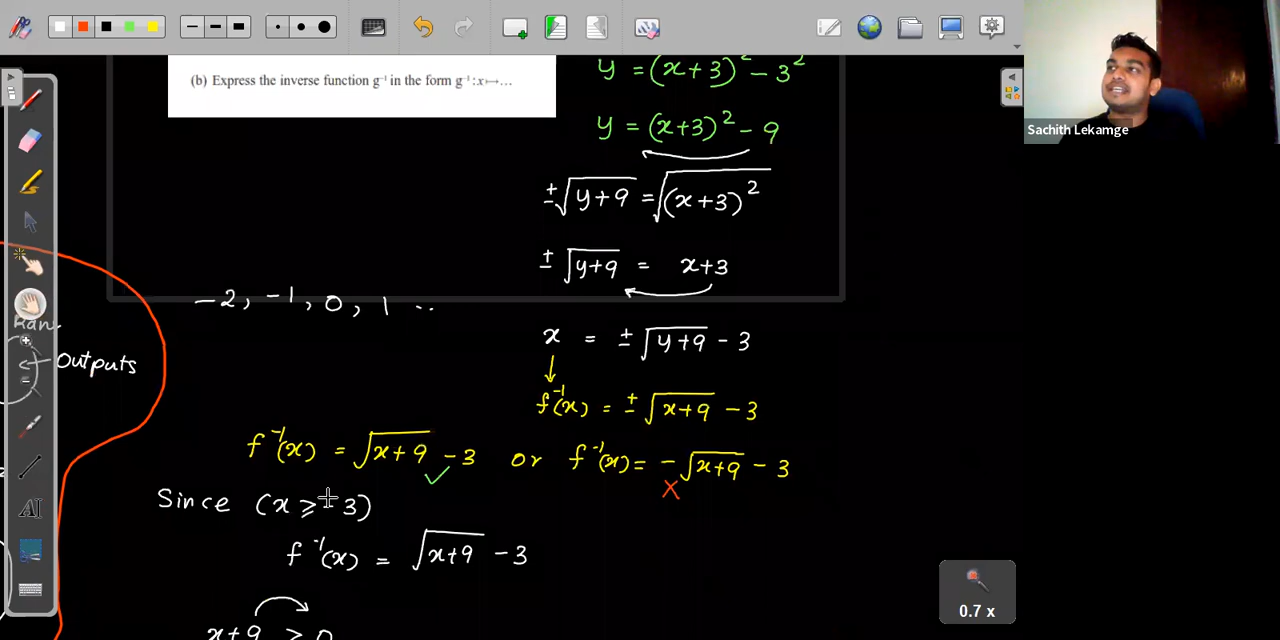 (b) Express the inverse function g⁻¹ in the form g⁻¹:x↦…
y = (x+3)² − 3²
y = (x+3)² − 9
±√(y+9) = √((x+3)²)
±√(y+9) = x+3
−2, −1, 0, 1 ..
x = ±√(y+9) − 3
f⁻¹(x) = ±√(x+9) − 3
f⁻¹(x) = √(x+9) − 3 or f⁻¹(x) = −√(x+9) − 3
Since (x ≥ −3)
f⁻¹(x) = √(x+9) − 3
x+9 ≥ 0
Outputs
Sachith Lekamge
0.7 x